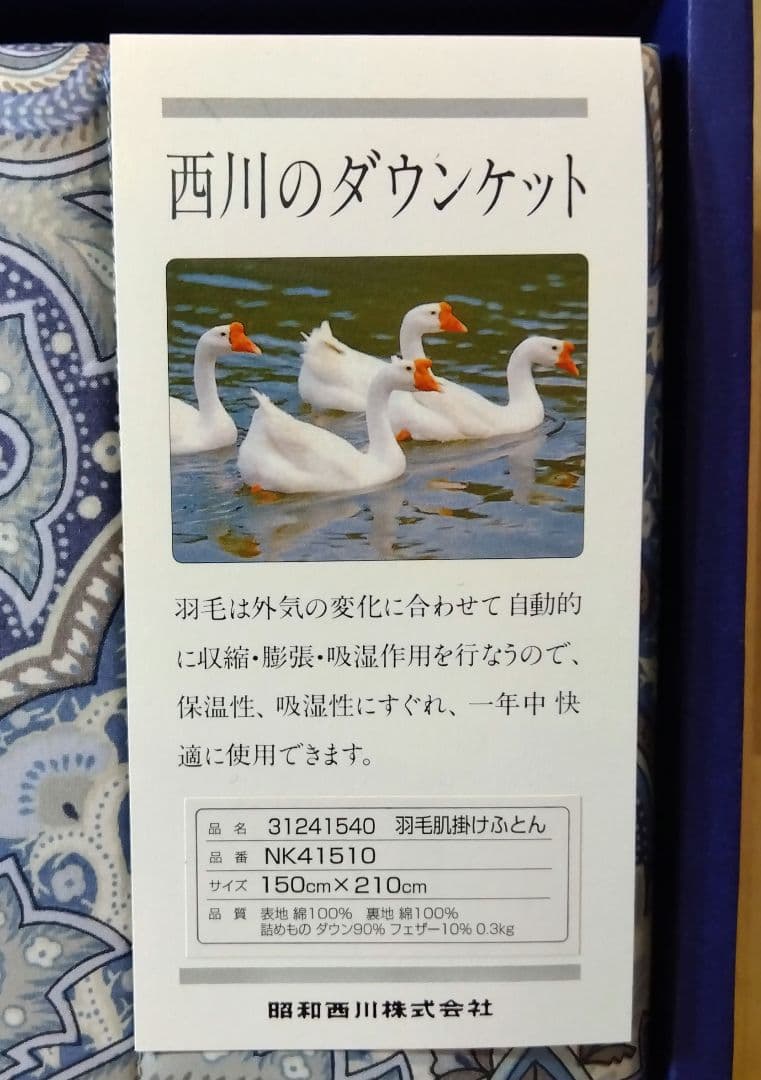 西川のダウンケット
羽毛は外気の変化に合わせて自動的
に収縮・膨張・吸湿作用を行なうので、
保温性、吸湿性にすぐれ、一年中快
適に使用できます。
品名 31241540 羽毛肌掛けふとん
品番 NK41510
サイズ 150cm×210cm
品質 表地 綿100% 裏地 綿100%
詰めもの ダウン90% フェザー10% 0.3kg
昭和西川株式会社